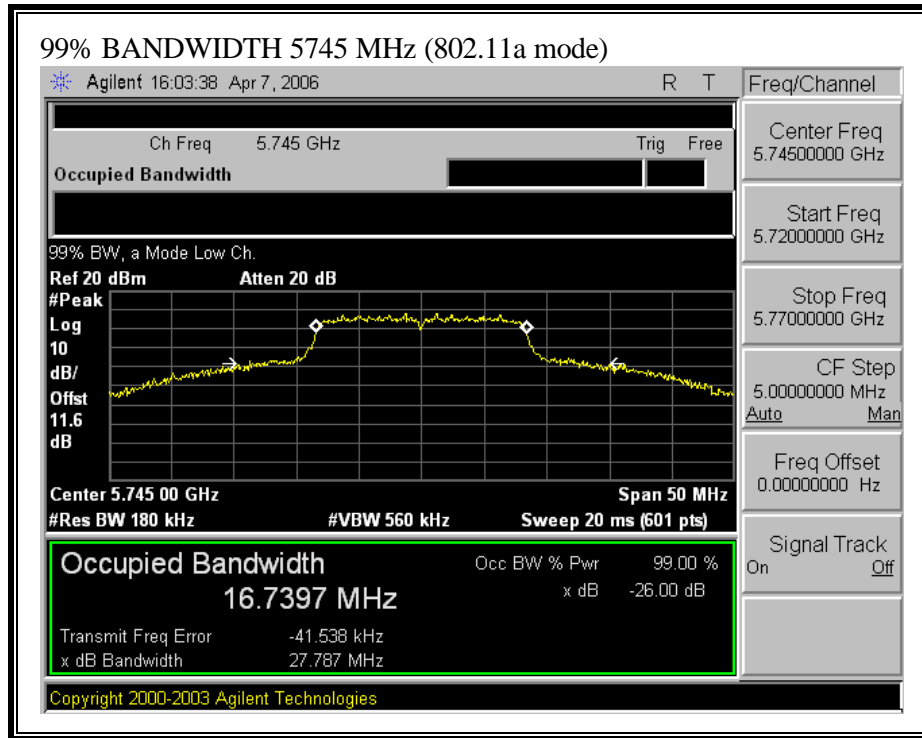 99% BANDWIDTH 5745 MHz (802.11a mode)
Agilent 16:03:38 Apr 7, 2006 R T
Freq/Channel
Ch Freq 5.745 GHz Trig Free
Occupied Bandwidth
99% BW, a Mode Low Ch.
Ref 20 dBm Atten 20 dB
#Peak
Log
10
dB/
Offst
11.6
dB
Center 5.745 00 GHz Span 50 MHz
#Res BW 180 kHz #VBW 560 kHz Sweep 20 ms (601 pts)
Occupied Bandwidth Occ BW % Pwr 99.00 %
16.7397 MHz x dB -26.00 dB
Transmit Freq Error -41.538 kHz
x dB Bandwidth 27.787 MHz
Copyright 2000-2003 Agilent Technologies
Center Freq
5.74500000 GHz
Start Freq
5.72000000 GHz
Stop Freq
5.77000000 GHz
CF Step
5.00000000 MHz
Auto Man
Freq Offset
0.00000000 Hz
Signal Track
On Off